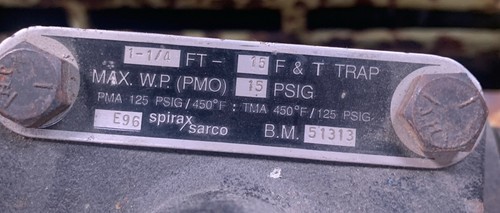 1-1/4 FT- 15 F & T TRAP
MAX. W.P. (PMO) 15 PSIG
PMA 125 PSIG/450°F : TMA 450°F/125 PSIG
E96 spirax/sarco B.M. 51313